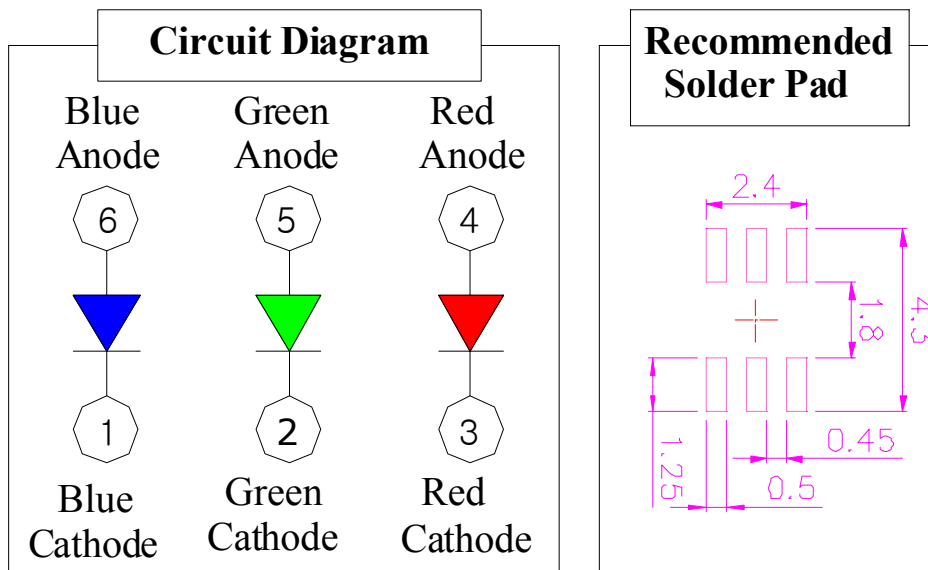 Circuit Diagram
Blue
Anode
Green
Anode
Red
Anode
6
5
4
1
2
3
Blue
Cathode
Green
Cathode
Red
Cathode
Recommended
Solder Pad
2.4
4.3
1.8
0.45
1.25
0.5